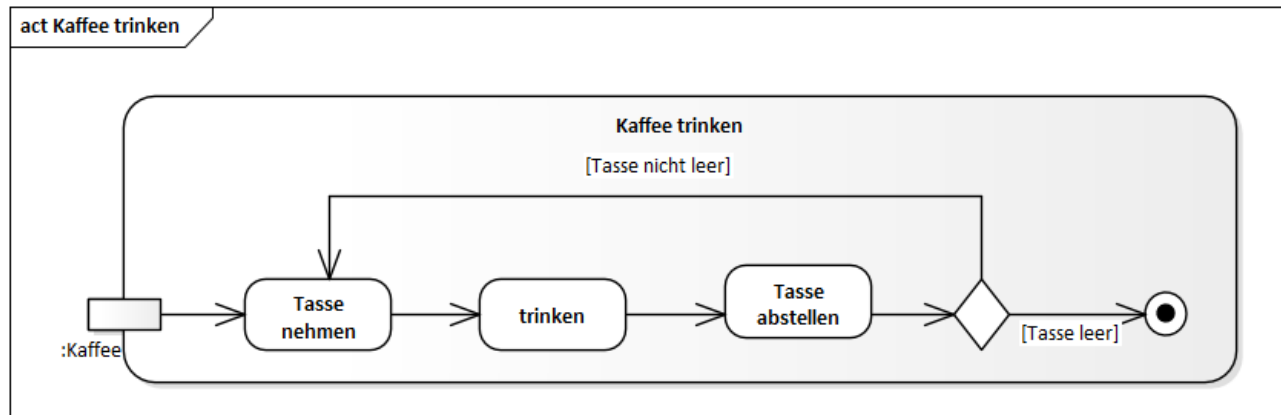 act Kaffee trinken
Kaffee trinken
[Tasse nicht leer]
Tasse
nehmen
trinken
Tasse
abstellen
:Kaffee
[Tasse leer]